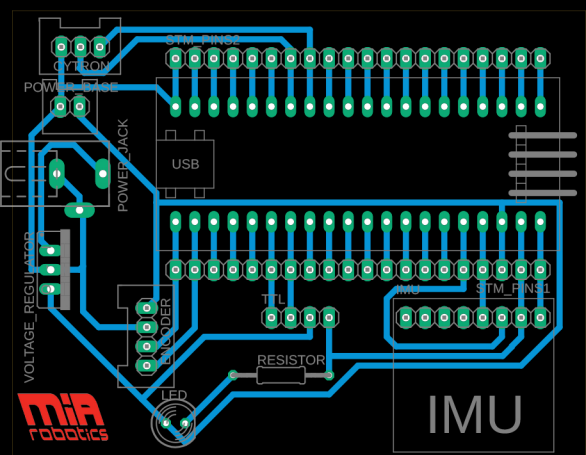 STM_PINS2
CYTRON
POWER_BASE
POWER_JACK
USB
VOLTAGE_REGULATOR
ENCODER
TTL
IMU
STM_PINS1
RESISTOR
LED
IMU
MIA
robotics